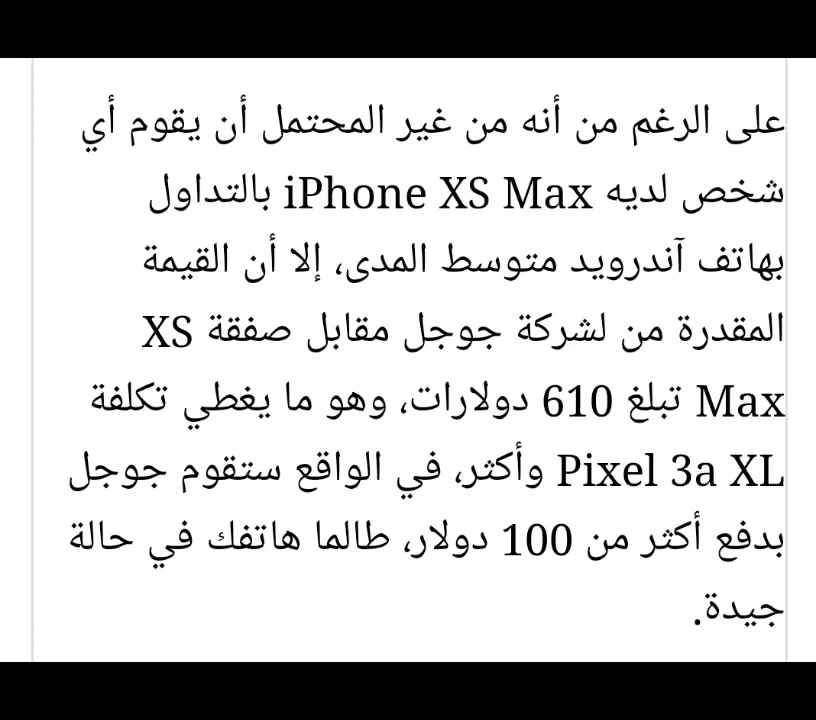 على الرغم من أنه من غير المحتمل أن يقوم أي
شخص لديه iPhone XS Max بالتداول
بهاتف آندرويد متوسط المدى، إلا أن القيمة
المقدرة من لشركة جوجل مقابل صفقة XS
Max تبلغ 610 دولارات، وهو ما يغطي تكلفة
Pixel 3a XL وأكثر، في الواقع ستقوم جوجل
بدفع أكثر من 100 دولار، طالما هاتفك في حالة
جيدة.